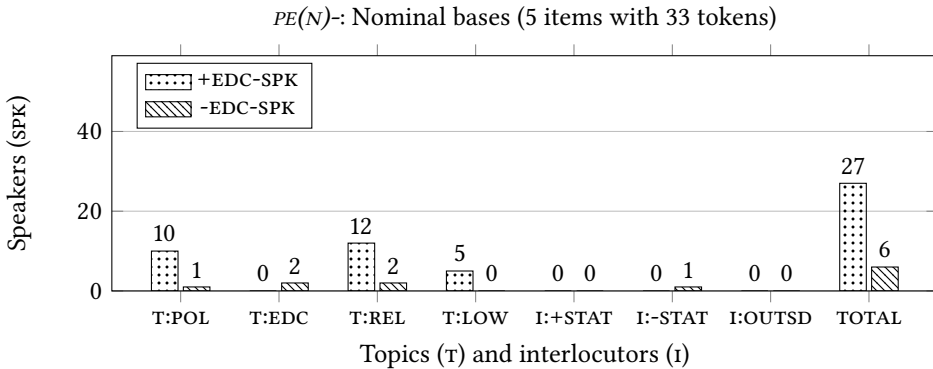 PE(N)-: Nominal bases (5 items with 33 tokens)
+EDC-SPK
-EDC-SPK
Speakers (SPK)
40
20
0
10
1
0
2
12
2
5
0
0
0
0
1
0
0
27
6
T:POL
T:EDC
T:REL
T:LOW
I:+STAT
I:-STAT
I:OUTSD
TOTAL
Topics (T) and interlocutors (I)